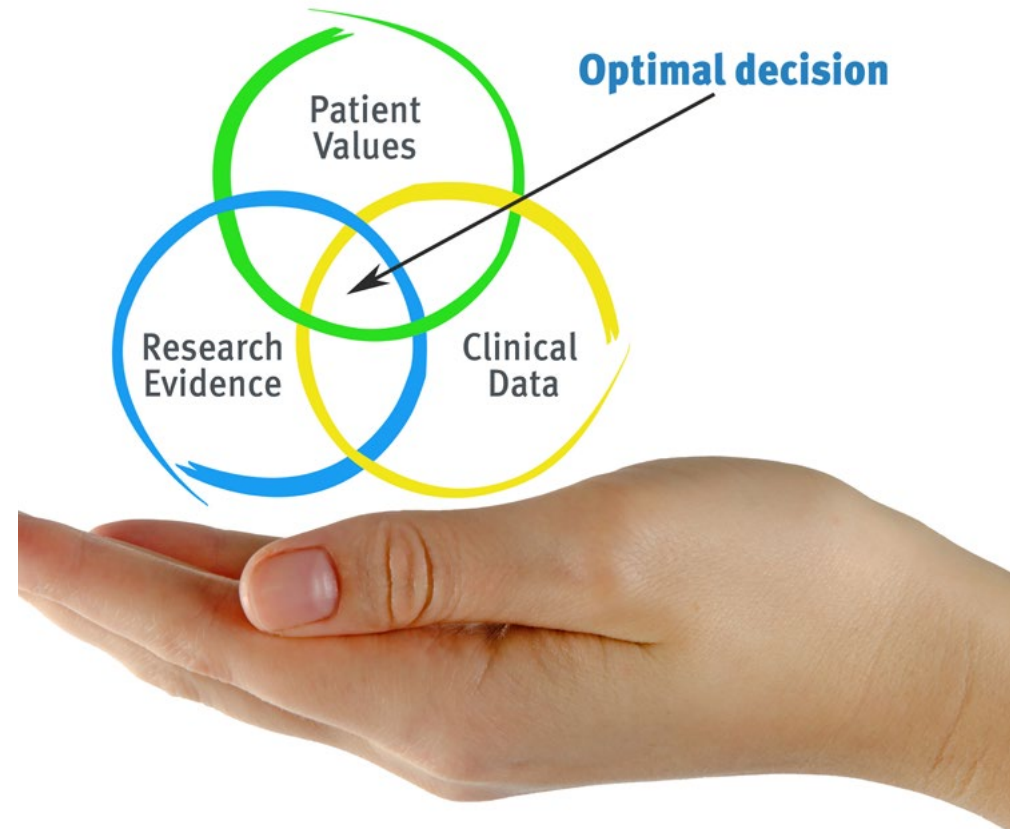 Optimal decision
Patient
Values
Research
Evidence
Clinical
Data